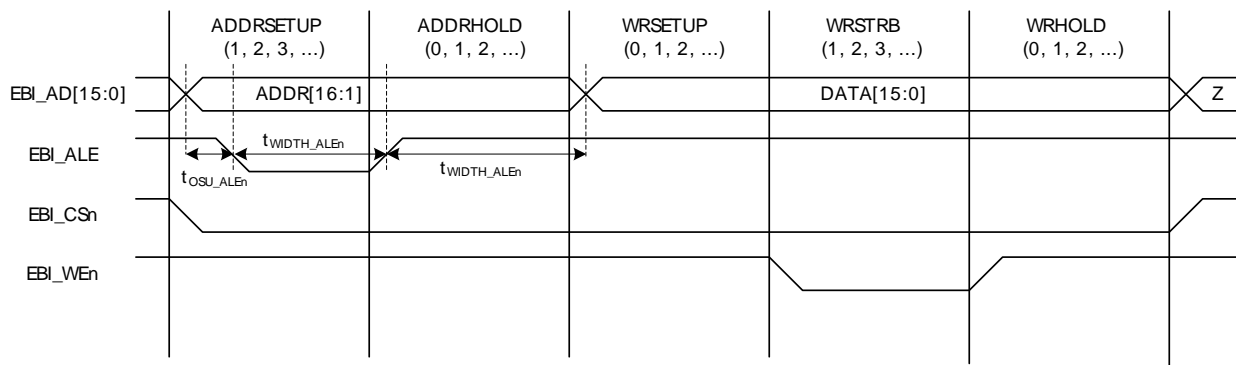 ADDRSETUP ADDRHOLD WRSETUP WRSTRB WRHOLD
(1, 2, 3, ...) (0, 1, 2, ...) (0, 1, 2, ...) (1, 2, 3, ...) (0, 1, 2, ...)
EBI_AD[15:0] ADDR[16:1] DATA[15:0] Z
EBI_ALE tWIDTH_ALEn
tOSU_ALEn tWIDTH_ALEn
EBI_CSn
EBI_WEn